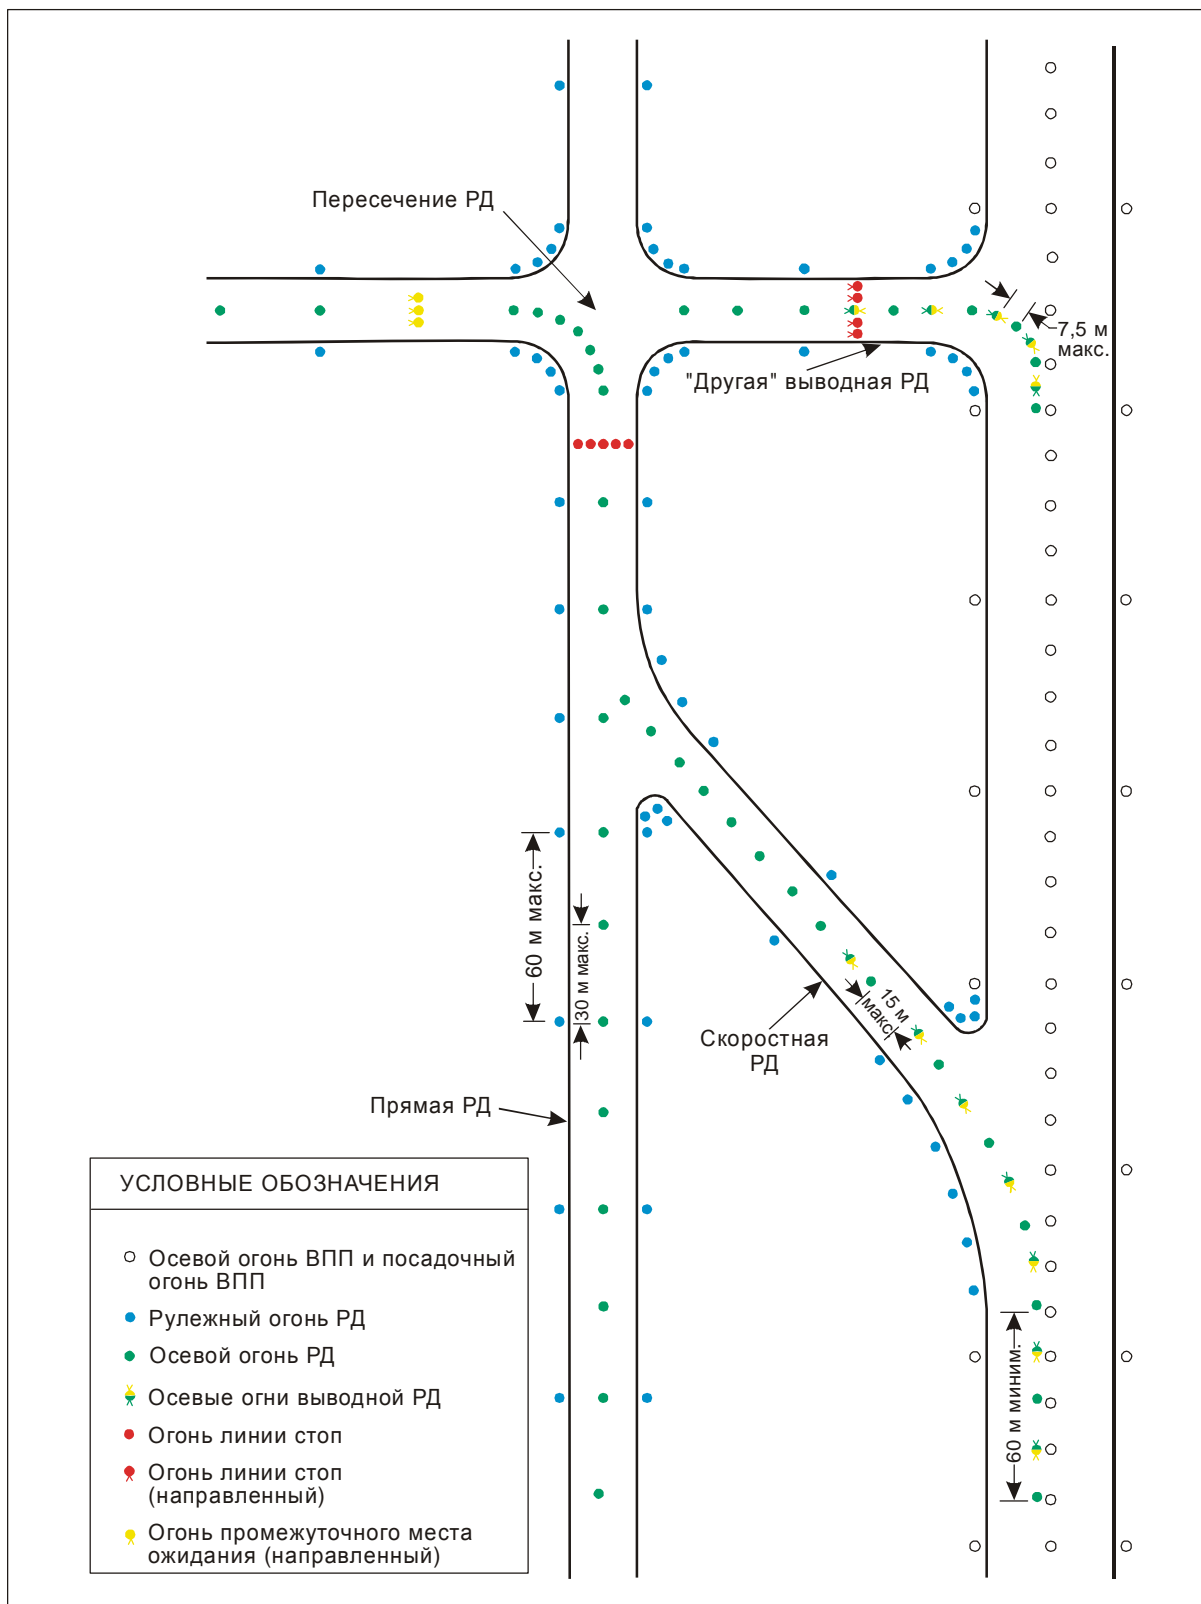 Пересечение РД
7,5 м
макс.
"Другая" выводная РД
60 м макс.
30 м макс.
15 м
макс
Скоростная
РД
Прямая РД
60 м миним.
УСЛОВНЫЕ ОБОЗНАЧЕНИЯ
Осевой огонь ВПП и посадочный
огонь ВПП
Рулежный огонь РД
Осевой огонь РД
Осевые огни выводной РД
Огонь линии стоп
Огонь линии стоп
(направленный)
Огонь промежуточного места
ожидания (направленный)